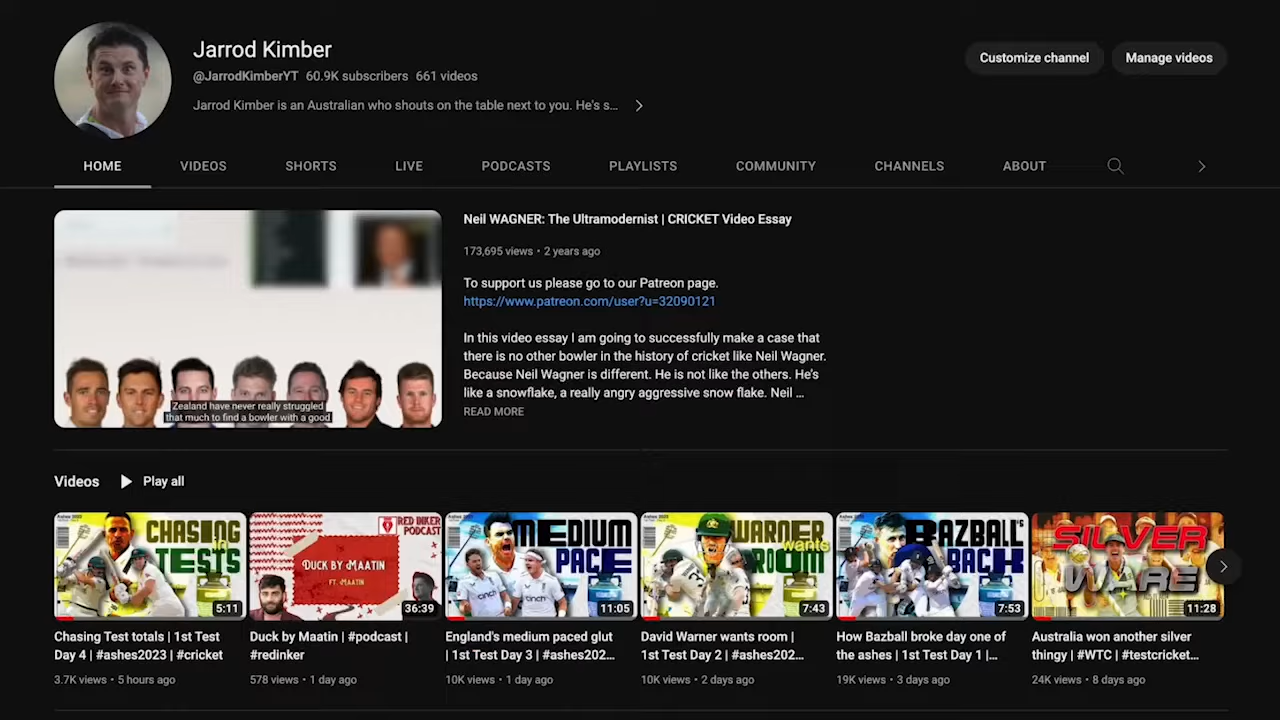 Jarrod Kimber
@JarrodKimberYT 60.9K subscribers 661 videos
Jarrod Kimber is an Australian who shouts on the table next to you. He's s...
Customize channel
Manage videos
HOME VIDEOS SHORTS LIVE PODCASTS PLAYLISTS COMMUNITY CHANNELS ABOUT
Zealand have never really struggled
that much to find a bowler with a good
Neil WAGNER: The Ultramodernist | CRICKET Video Essay
173,695 views • 2 years ago
To support us please go to our Patreon page.
https://www.patreon.com/user?u=32090121
In this video essay I am going to successfully make a case that
there is no other bowler in the history of cricket like Neil Wagner.
Because Neil Wagner is different. He is not like the others. He's
like a snowflake, a really angry aggressive snow flake. Neil ...
READ MORE
Videos Play all
CHASING
in
TESTS
5:11
Chasing Test totals | 1st Test
Day 4 | #ashes2023 | #cricket
3.7K views • 5 hours ago
RED INKER
PODCAST
DUCK BY MAATIN
FT. MAATIN
36:39
Duck by Maatin | #podcast |
#redinker
578 views • 1 day ago
MEDIUM
PACE
cinch
cinch
11:05
England's medium paced glut
| 1st Test Day 3 | #ashes202...
10K views • 1 day ago
WARNER
wants
ROOM
7:43
David Warner wants room |
1st Test Day 2 | #ashes202...
10K views • 2 days ago
BAZBALL'S
BACK
7:53
How Bazball broke day one of
the ashes | 1st Test Day 1 |...
19K views • 3 days ago
SILVER
WARE
11:28
Australia won another silver
thingy | #WTC | #testcricket...
24K views • 8 days ago